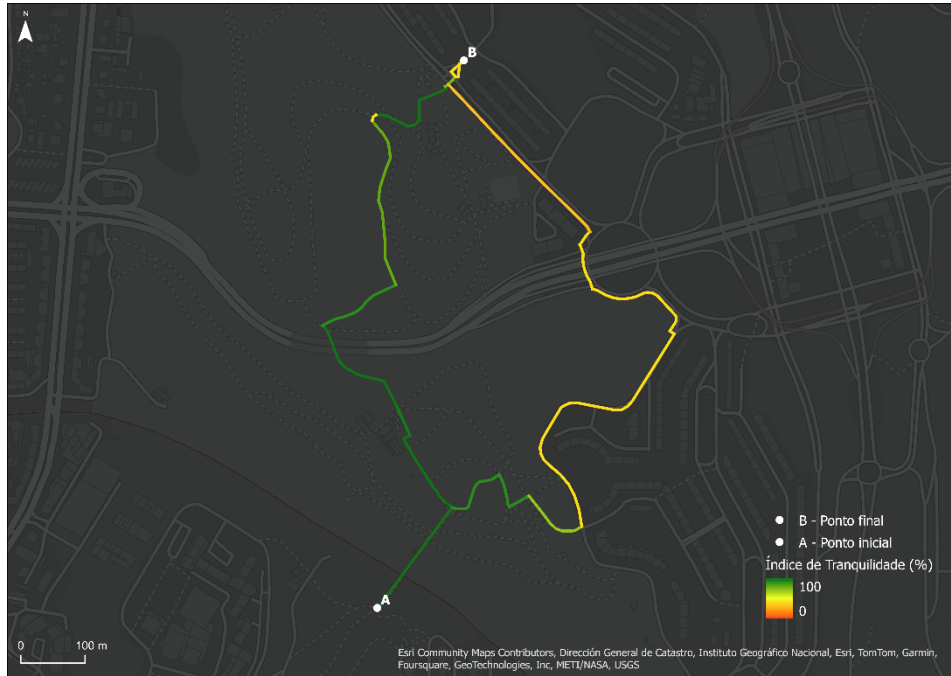 N
B
A
B - Ponto final
A - Ponto inicial
Índice de Tranquilidade (%)
100
0
0 100 m
Esri Community Maps Contributors, Dirección General de Catastro, Instituto Geográfico Nacional, Esri, TomTom, Garmin,
Foursquare, GeoTechnologies, Inc, METI/NASA, USGS